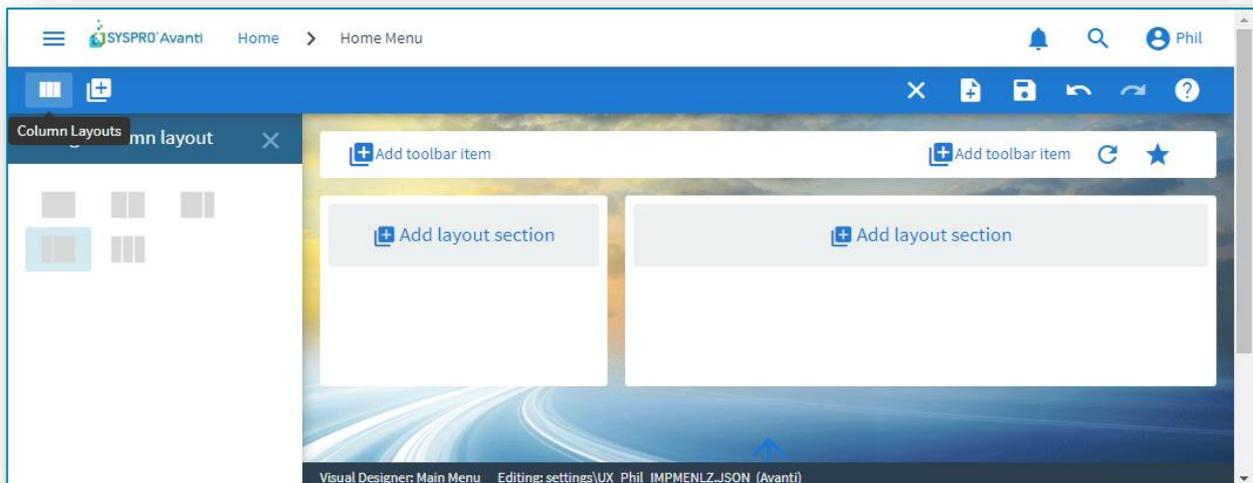 SYSPRO Avanti Home Home Menu Phil
Column Layouts
mn layout
Add toolbar item Add toolbar item
Add layout section Add layout section
Visual Designer: Main Menu Editing: settings\UX_Phil_IMPMENLZ.JSON (Avanti)